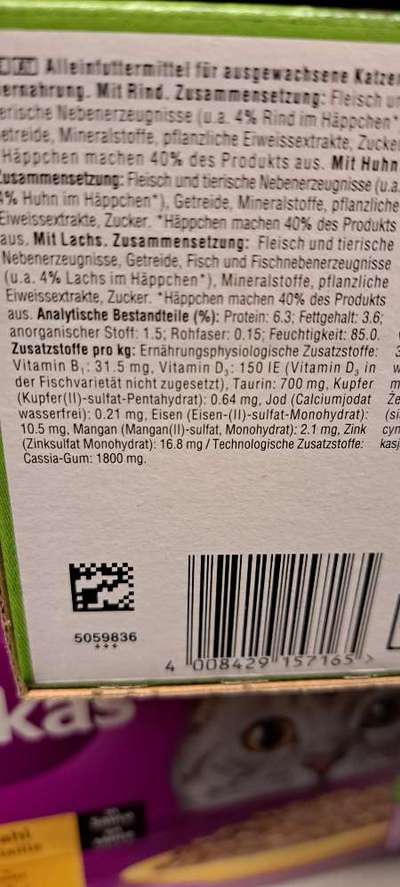 Alleinfuttermittel für ausgewachsene Katzen
ernährung. Mit Rind. Zusammensetzung: Fleisch un
erische Nebenerzeugnisse (u.a. 4% Rind im Häppchen*
etreide, Mineralstoffe, pflanzliche Eiweissextrakte, Zucke
Häppchen machen 40% des Produkts aus. Mit Huhn
Zusammensetzung: Fleisch und tierische Nebenerzeugnisse (u.a.
4% Huhn im Häppchen*), Getreide, Mineralstoffe, pflanzliche
Eiweissextrakte, Zucker. *Häppchen machen 40% des Produkts
aus. Mit Lachs. Zusammensetzung: Fleisch und tierische
Nebenerzeugnisse, Getreide, Fisch und Fischnebenerzeugnisse
(u.a. 4% Lachs im Häppchen*), Mineralstoffe, pflanzliche
Eiweissextrakte, Zucker. *Häppchen machen 40% des Produkts
aus. Analytische Bestandteile (%): Protein: 6.3; Fettgehalt: 3.6;
anorganischer Stoff: 1.5; Rohfaser: 0.15; Feuchtigkeit: 85.0.
Zusatzstoffe pro kg: Ernährungsphysiologische Zusatzstoffe:
Vitamin B₁: 31.5 mg, Vitamin D₃: 150 IE (Vitamin D₃ in
der Fischvarietät nicht zugesetzt), Taurin: 700 mg, Kupfer
(Kupfer(II)-sulfat-Pentahydrat): 0.64 mg, Jod (Calciumjodat
wasserfrei): 0.21 mg, Eisen (Eisen-(II)-sulfat-Monohydrat):
10.5 mg, Mangan (Mangan(II)-sulfat, Monohydrat): 2.1 mg, Zink
(Zinksulfat Monohydrat): 16.8 mg / Technologische Zusatzstoffe:
Cassia-Gum: 1800 mg.
5059836
***
4 008429 157165 >
kas